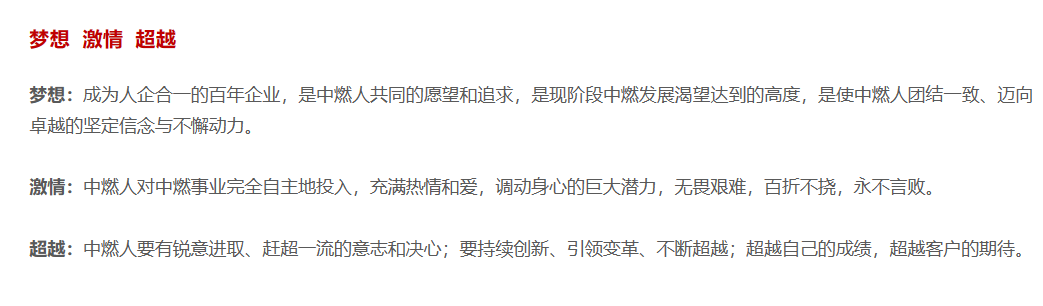 梦想 激情 超越
梦想：成为人企合一的百年企业，是中燃人共同的愿望和追求，是现阶段中燃发展渴望达到的高度，是使中燃人团结一致、迈向
卓越的坚定信念与不懈动力。
激情：中燃人对中燃事业完全自主地投入，充满热情和爱，调动身心的巨大潜力，无畏艰难，百折不挠，永不言败。
超越：中燃人要有锐意进取、赶超一流的意志和决心；要持续创新、引领变革、不断超越；超越自己的成绩，超越客户的期待。